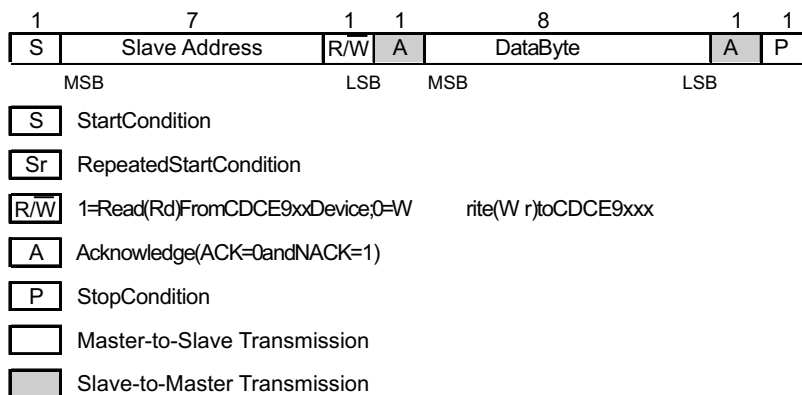 1 7 1 1 8 1 1
S Slave Address R/W A DataByte A P
MSB LSB MSB LSB
S StartCondition
Sr RepeatedStartCondition
R/W 1=Read(Rd)FromCDCE9xxDevice;0=W rite(W r)toCDCE9xxx
A Acknowledge(ACK=0andNACK=1)
P StopCondition
Master-to-Slave Transmission
Slave-to-Master Transmission